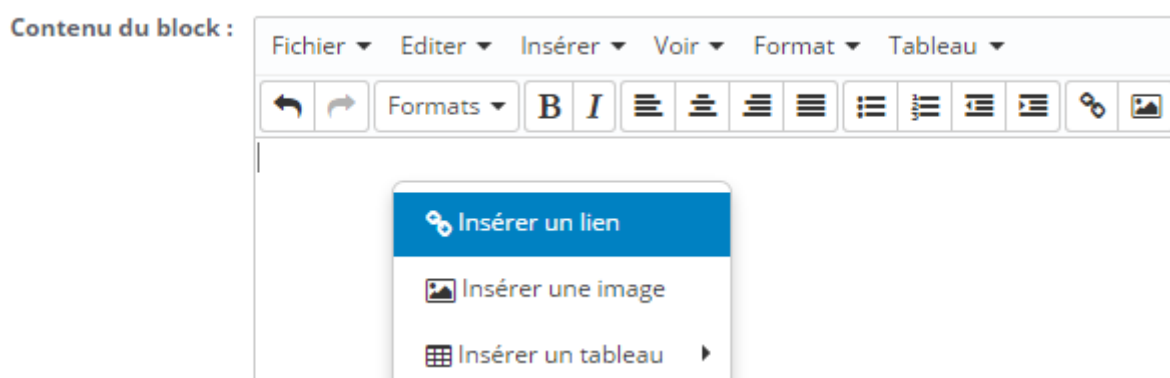 Contenu du block :
Fichier Editer Insérer Voir Format Tableau
Formats B I
Insérer un lien
Insérer une image
Insérer un tableau